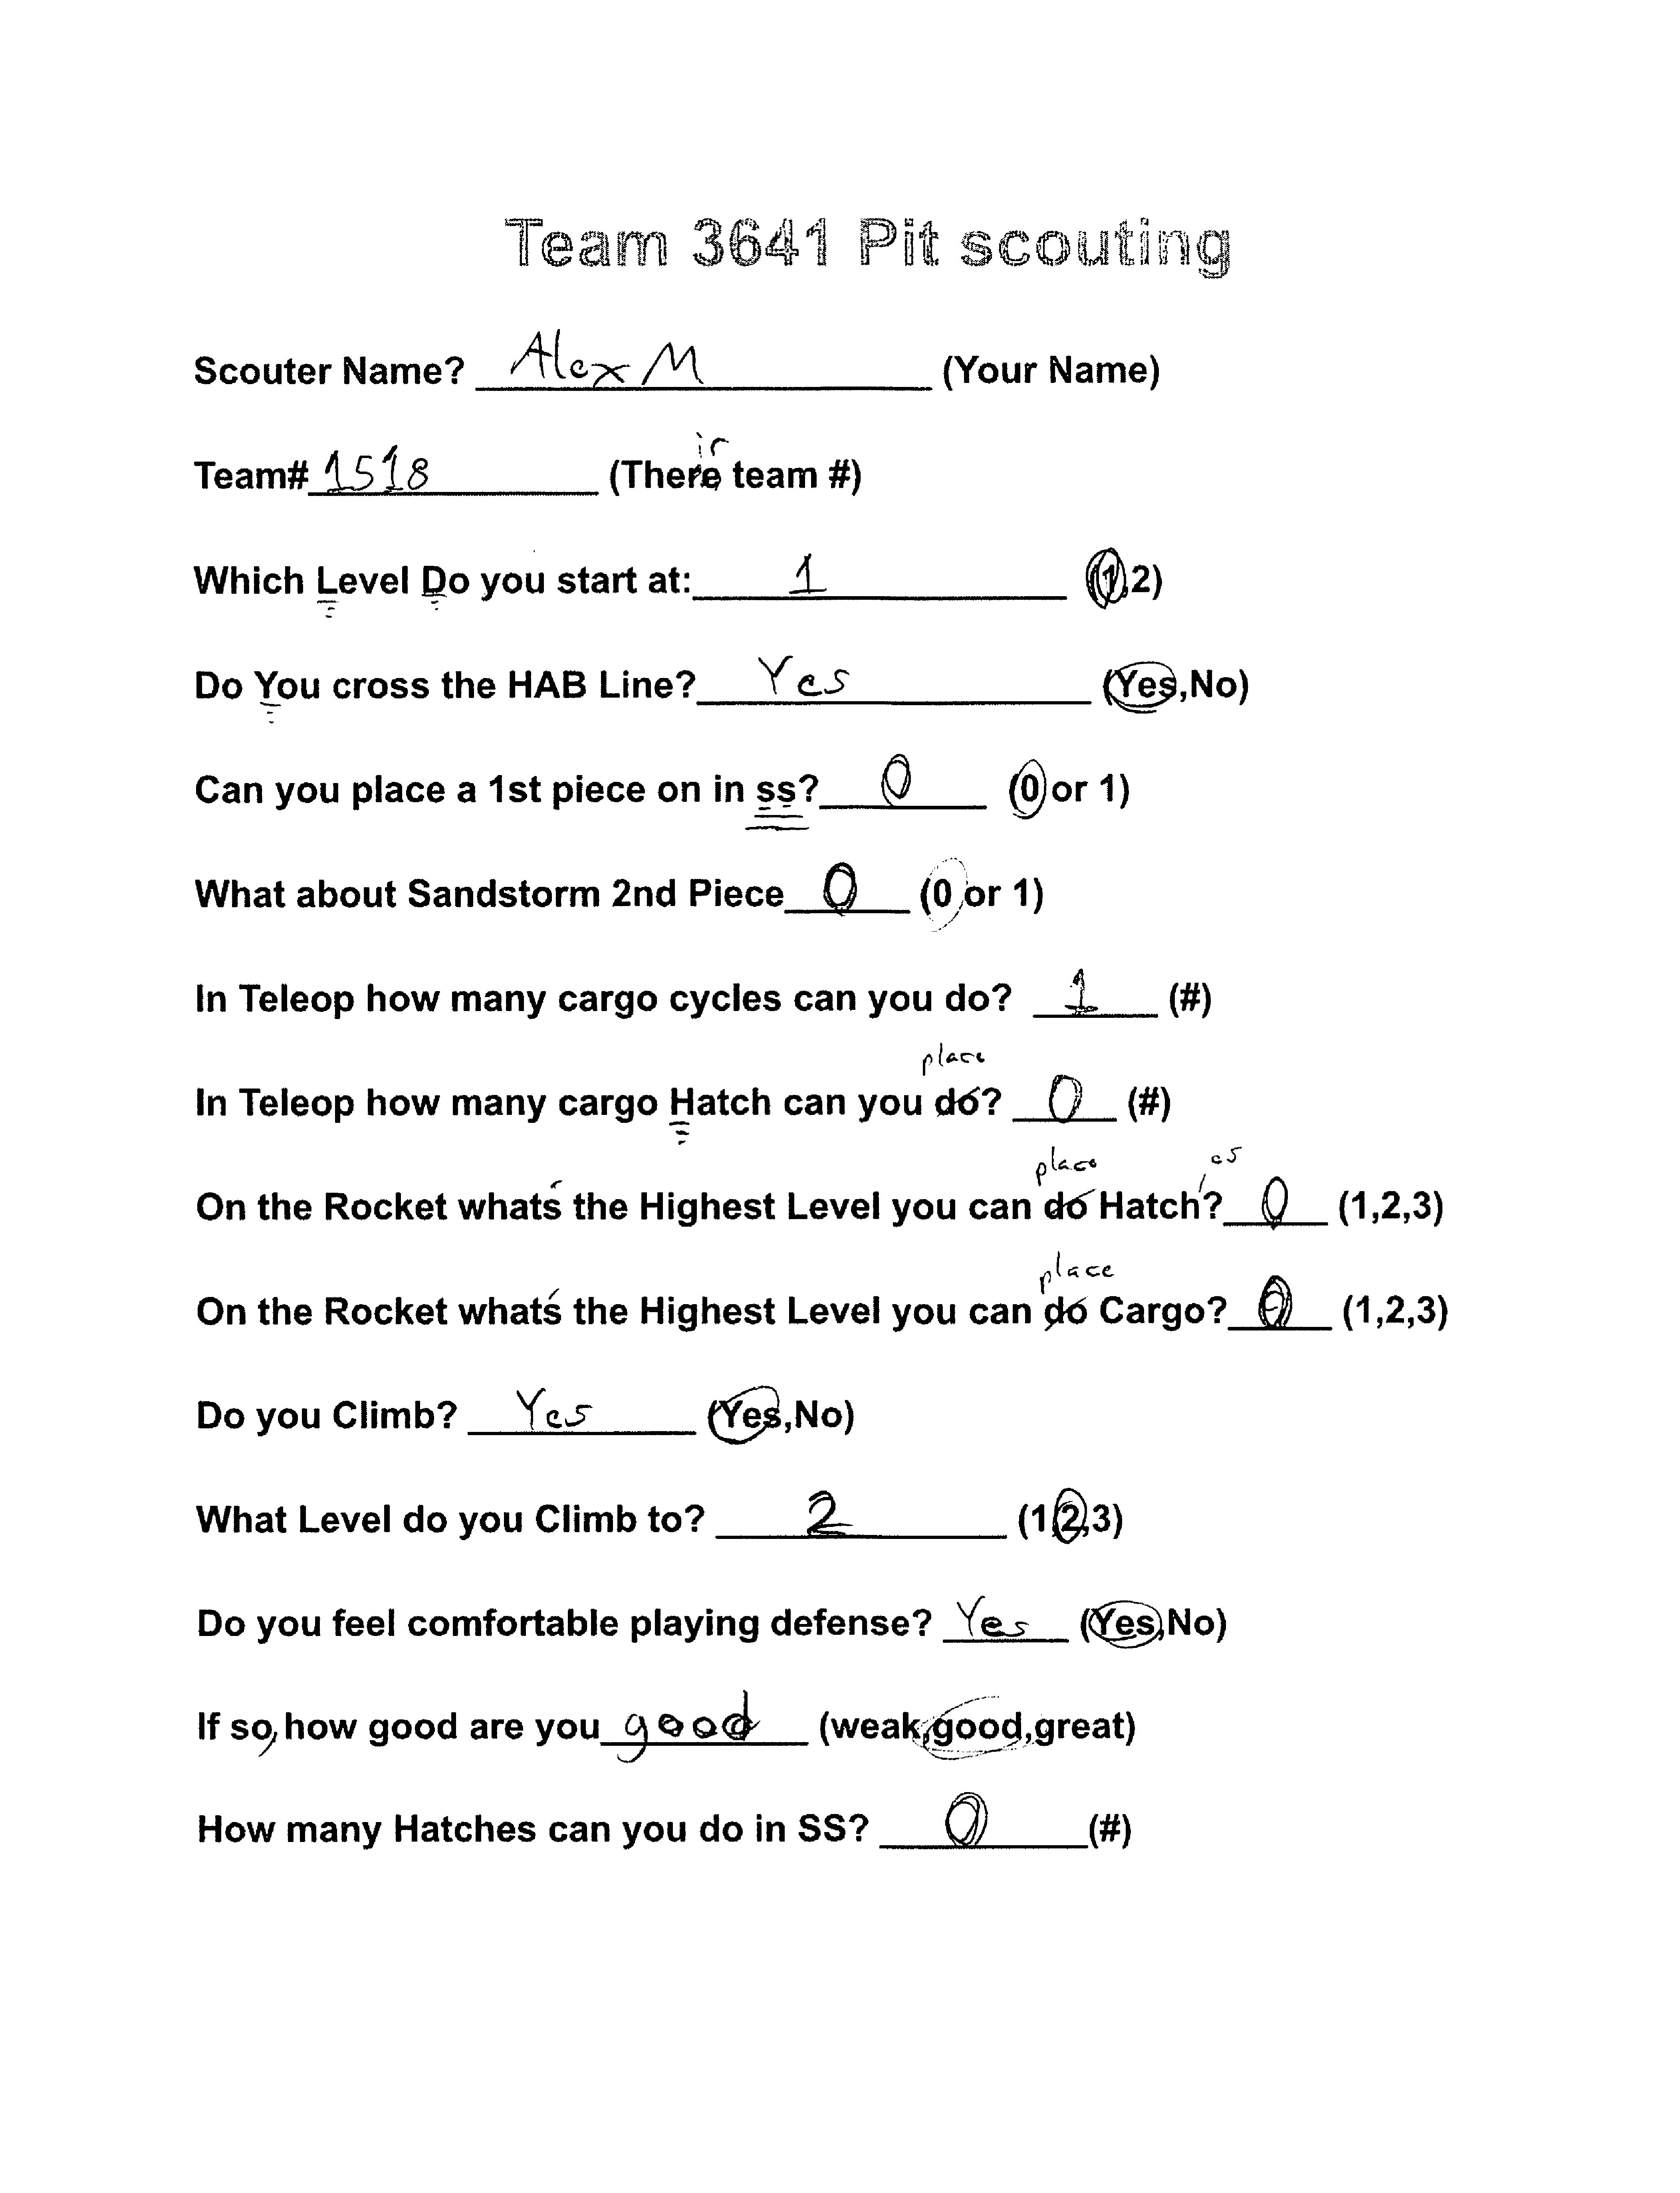 Team 3641 Pit scouting
Scouter Name? Alex M (Your Name)
ir
Team# 1518 (There team #)
Which Level Do you start at: 1 (1,2)
Do You cross the HAB Line? Yes (Yes,No)
Can you place a 1st piece on in ss? 0 (0 or 1)
What about Sandstorm 2nd Piece 0 (0 or 1)
In Teleop how many cargo cycles can you do? 1 (#)
place
In Teleop how many cargo Hatch can you do? 0 (#)
place es
On the Rocket what's the Highest Level you can do Hatch? 0 (1,2,3)
place
On the Rocket what's the Highest Level you can do Cargo? (1,2,3)
Do you Climb? Yes (Yes,No)
What Level do you Climb to? 2 (1,2,3)
Do you feel comfortable playing defense? Yes (Yes,No)
If so, how good are you good (weak,good,great)
How many Hatches can you do in SS? 0 (#)